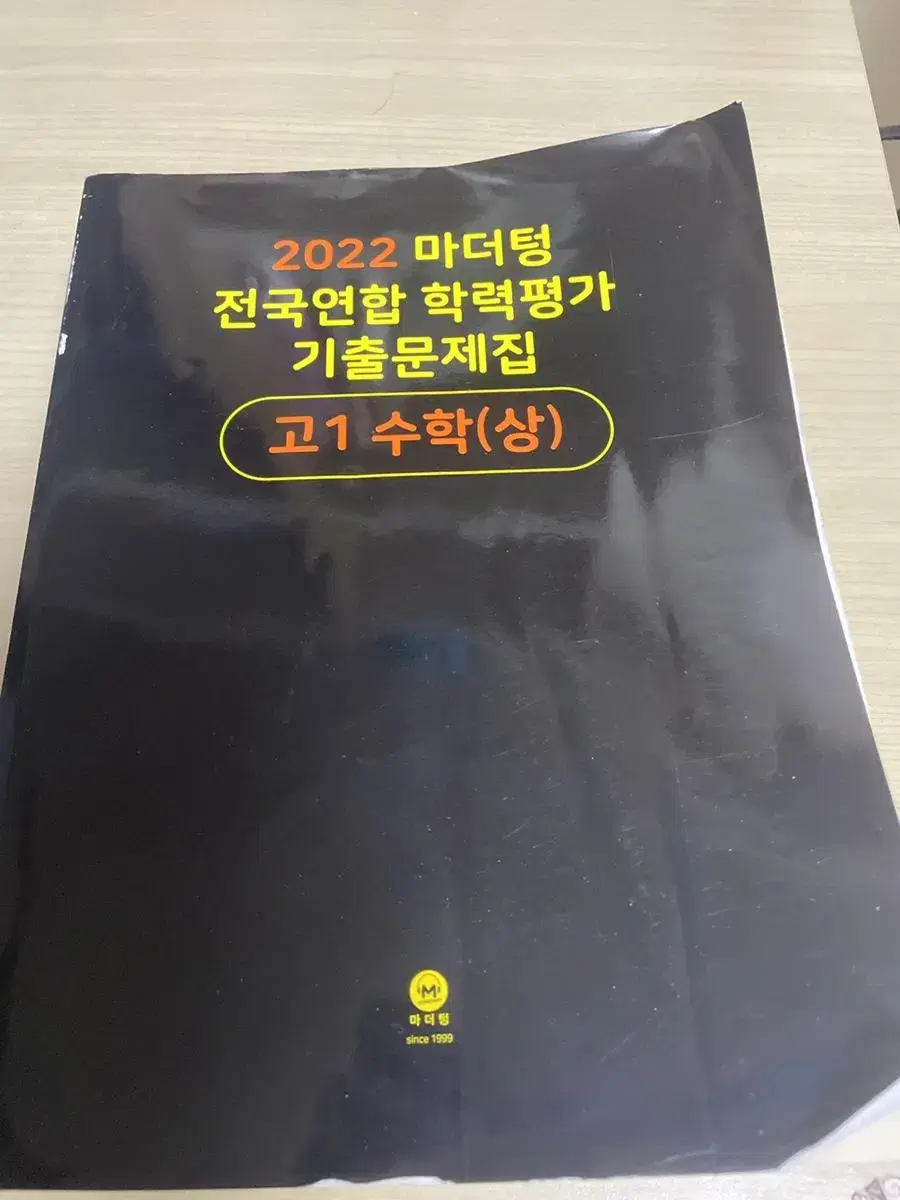 2022 마더텅
전국연합 학력평가
기출문제집
고1 수학(상)
M
마더텅
since 1999